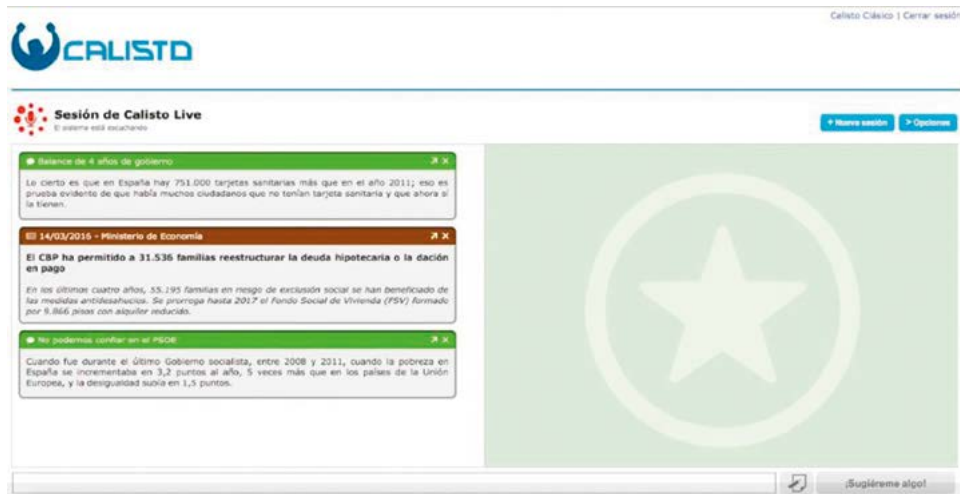 Calisto Clásico | Cerrar sesión
CALISTO
Sesión de Calisto Live
El sistema está escuchando
+ Nueva sesión
> Opciones
Balance de 4 años de gobierno
Lo cierto es que en España hay 751.000 tarjetas sanitarias más que en el año 2011; eso es
prueba evidente de que había muchos ciudadanos que no tenían tarjeta sanitaria y que ahora sí
la tienen.
14/03/2016 - Ministerio de Economía
El CBP ha permitido a 31.536 familias reestructurar la deuda hipotecaria o la dación
en pago
En los últimos cuatro años, 55.195 familias en riesgo de exclusión social se han beneficiado de
las medidas antidesahucios. Se prorroga hasta 2017 el Fondo Social de Vivienda (FSV) formado
por 9.866 pisos con alquiler reducido.
No podemos confiar en el PSOE
Cuando fue durante el último Gobierno socialista, entre 2008 y 2011, cuando la pobreza en
España se incrementaba en 3,2 puntos al año, 5 veces más que en los países de la Unión
Europea, y la desigualdad subía en 1,5 puntos.
¡Sugiéreme algo!